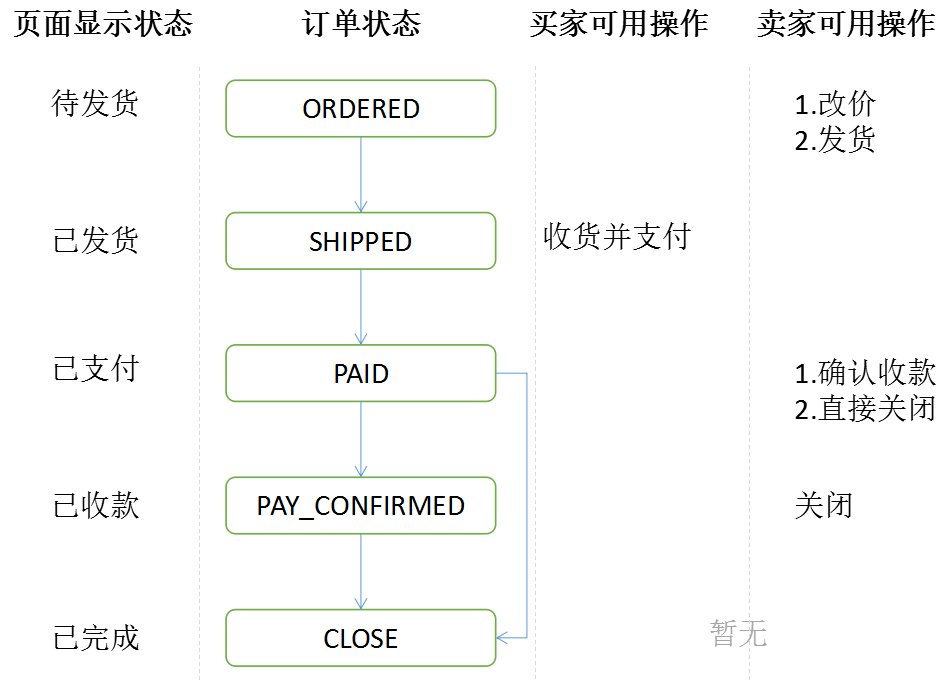 页面显示状态 订单状态 买家可用操作 卖家可用操作
待发货 ORDERED 1.改价
2.发货
已发货 SHIPPED 收货并支付
已支付 PAID 1.确认收款
2.直接关闭
已收款 PAY_CONFIRMED 关闭
已完成 CLOSE 暂无